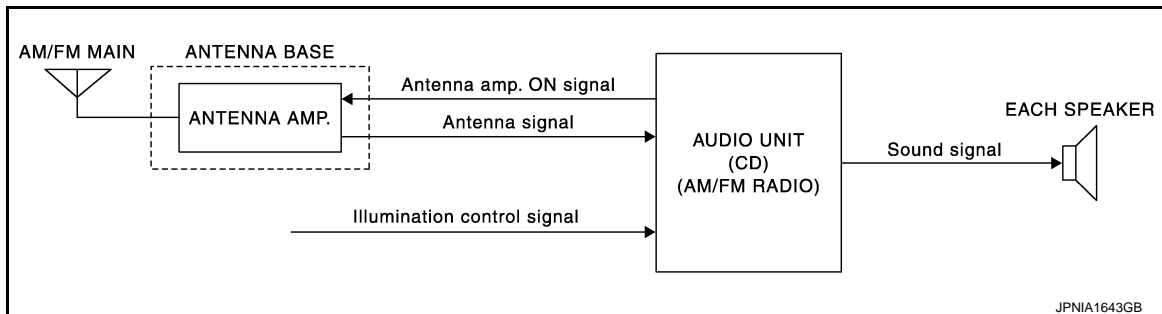 AM/FM MAIN
ANTENNA BASE
ANTENNA AMP.
Antenna amp. ON signal
Antenna signal
Illumination control signal
AUDIO UNIT
(CD)
(AM/FM RADIO)
Sound signal
EACH SPEAKER
JPNIA1643GB